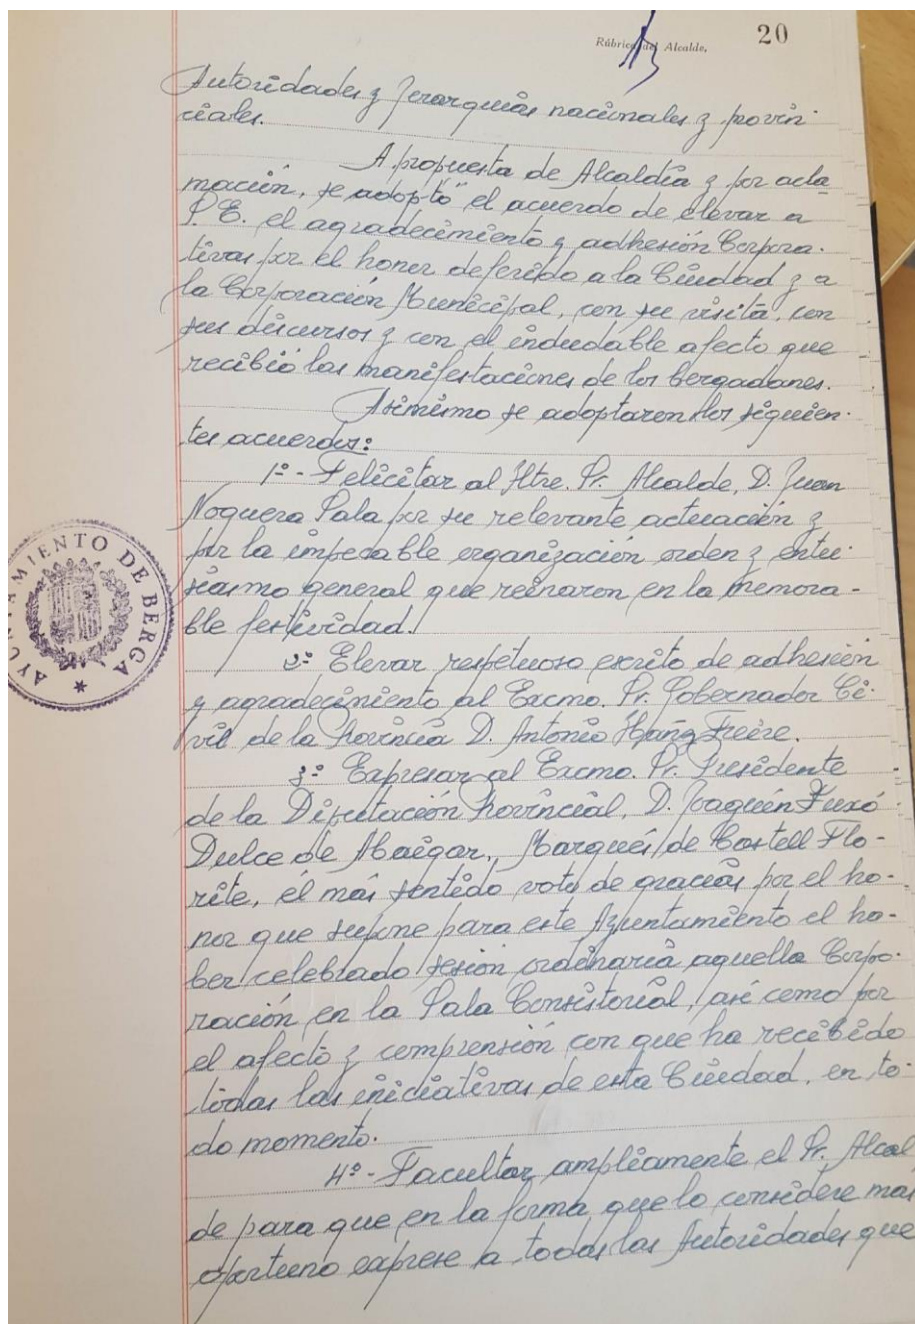 Rúbrica del Alcalde,
20
Autoridades y Jerarquías nacionales y provin-
ciales.
A propuesta de Alcaldía y por acla
mación, se adoptó el acuerdo de elevar a
S.E. el agradecimiento y adhesión Corpora-
tivas por el honor deferido a la Ciudad y a
la Corporación Municipal, con su visita, con
sus discursos y con el indudable afecto que
recibió las manifestaciones de los bergadanes.
Asimismo se adoptaron los siguien-
tes acuerdos:
1º - Felicitar al Iltre. Sr. Alcalde, D. Juan
Noguera Sala por su relevante actuación y
por la impecable organización orden y entu-
siasmo general que reinaron en la memora-
ble festividad.
2º Elevar respetuoso escrito de adhesión
y agradecimiento al Excmo. Sr. Gobernador Ci-
vil de la Provincia D. Antonio Freire.
3º Expresar al Excmo. Sr. Presidente
de la Diputación Provincial, D. Joaquín Buxó
Dulce de Abaigar, Marqués de Castell Flo-
rite, el más sentido voto de gracias por el ho-
nor que supone para este Ayuntamiento el ha-
ber celebrado sesión ordinaria aquella Corpo-
ración en la Sala Consistorial, así como por
el afecto y comprensión con que ha recibido
todas las iniciativas de esta Ciudad, en to-
do momento.
4º - Facultar ampliamente el Sr. Alcal
de para que en la forma que lo considere mas
oportuno exprese a todas las Autoridades que
AYUNTAMIENTO DE BERGA